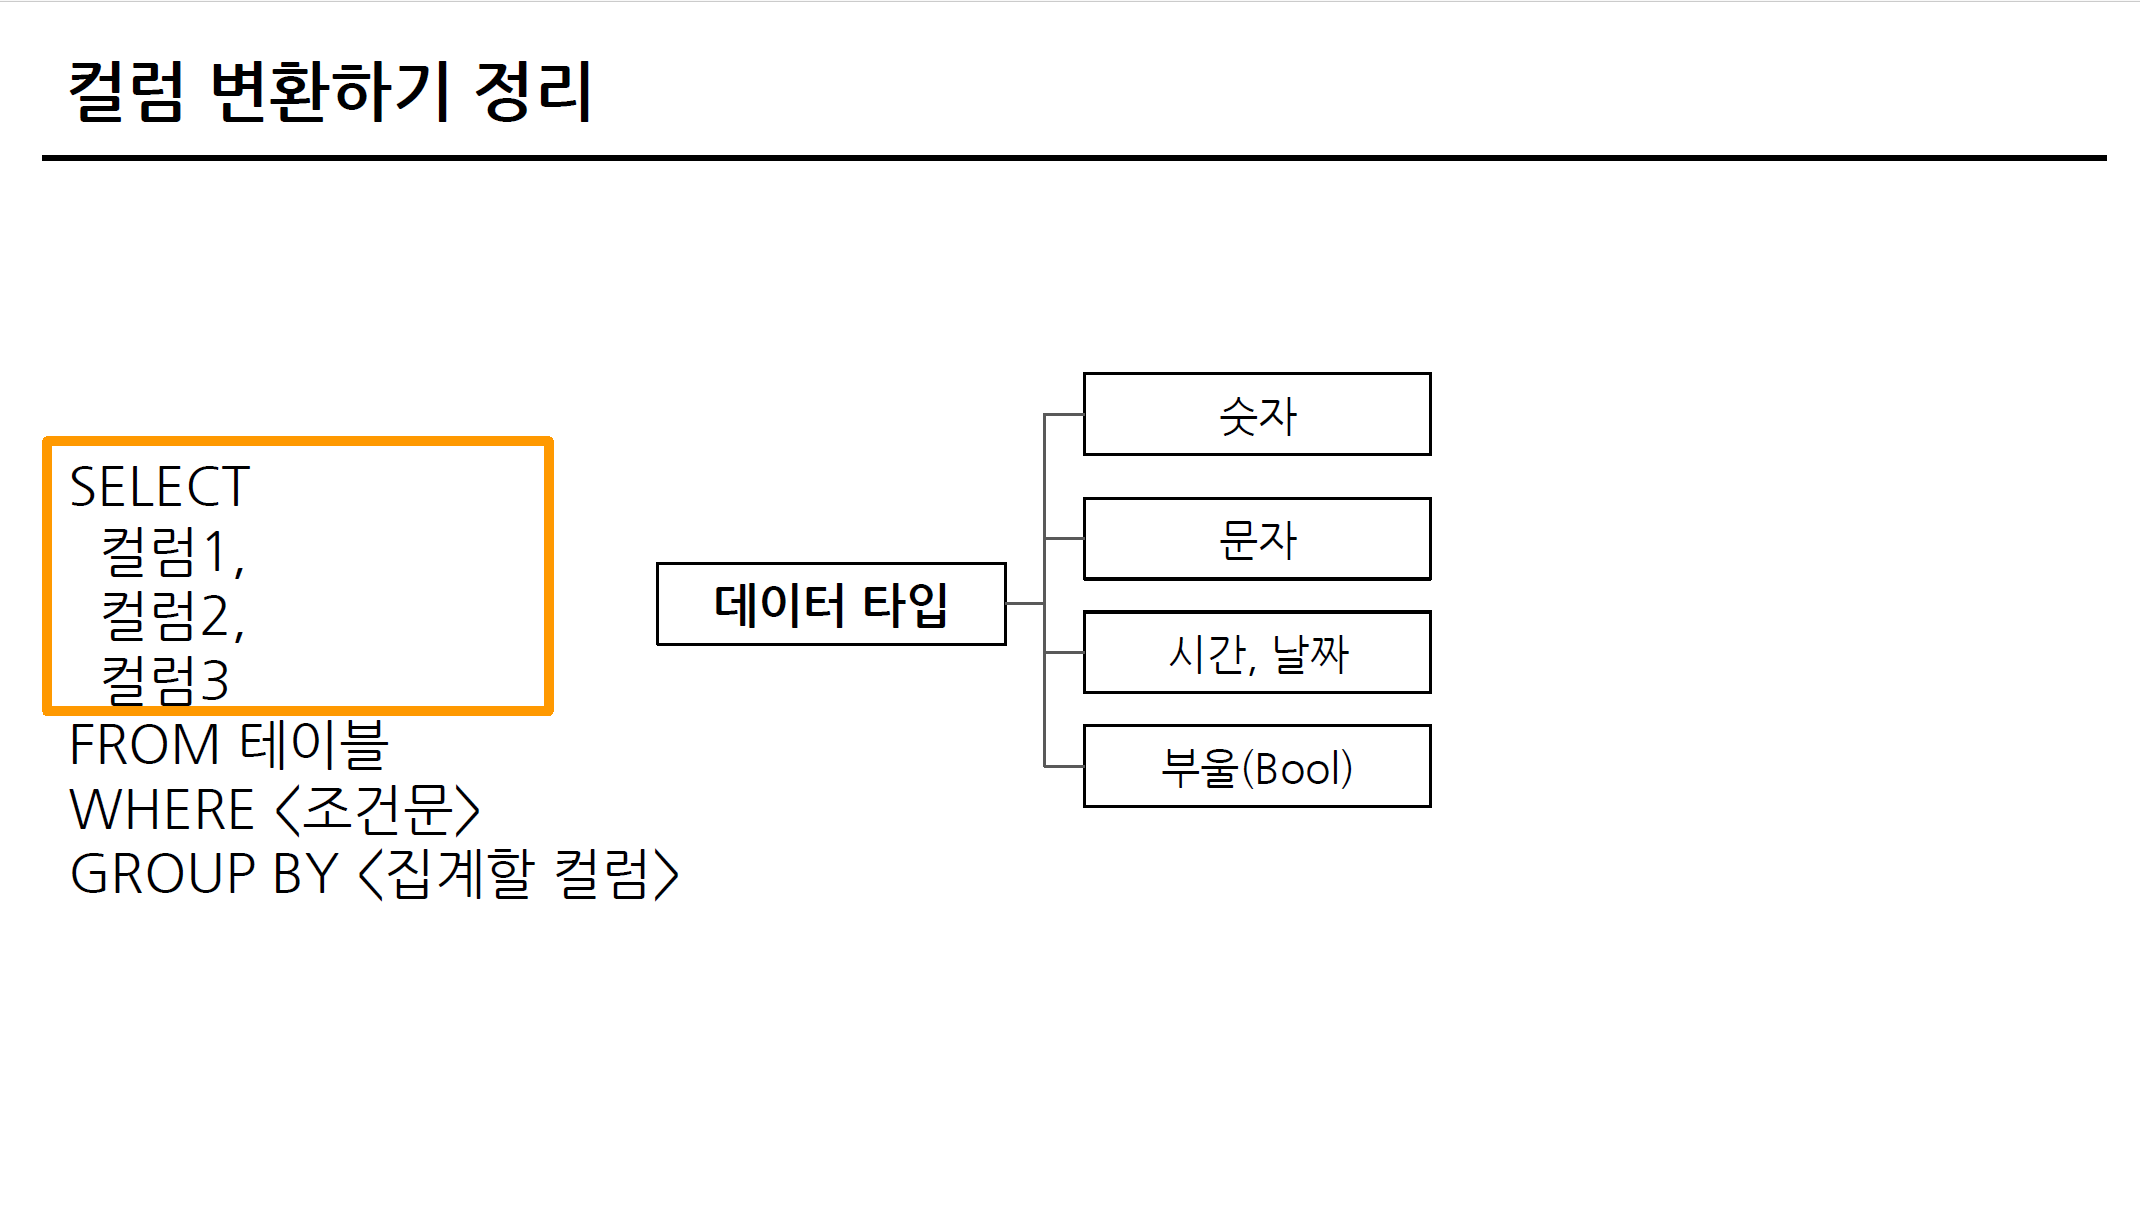 컬럼 변환하기 정리
SELECT
컬럼1,
컬럼2,
컬럼3
FROM 테이블
WHERE <조건문>
GROUP BY <집계할 컬럼>
데이터 타입
숫자
문자
시간, 날짜
부울(Bool)